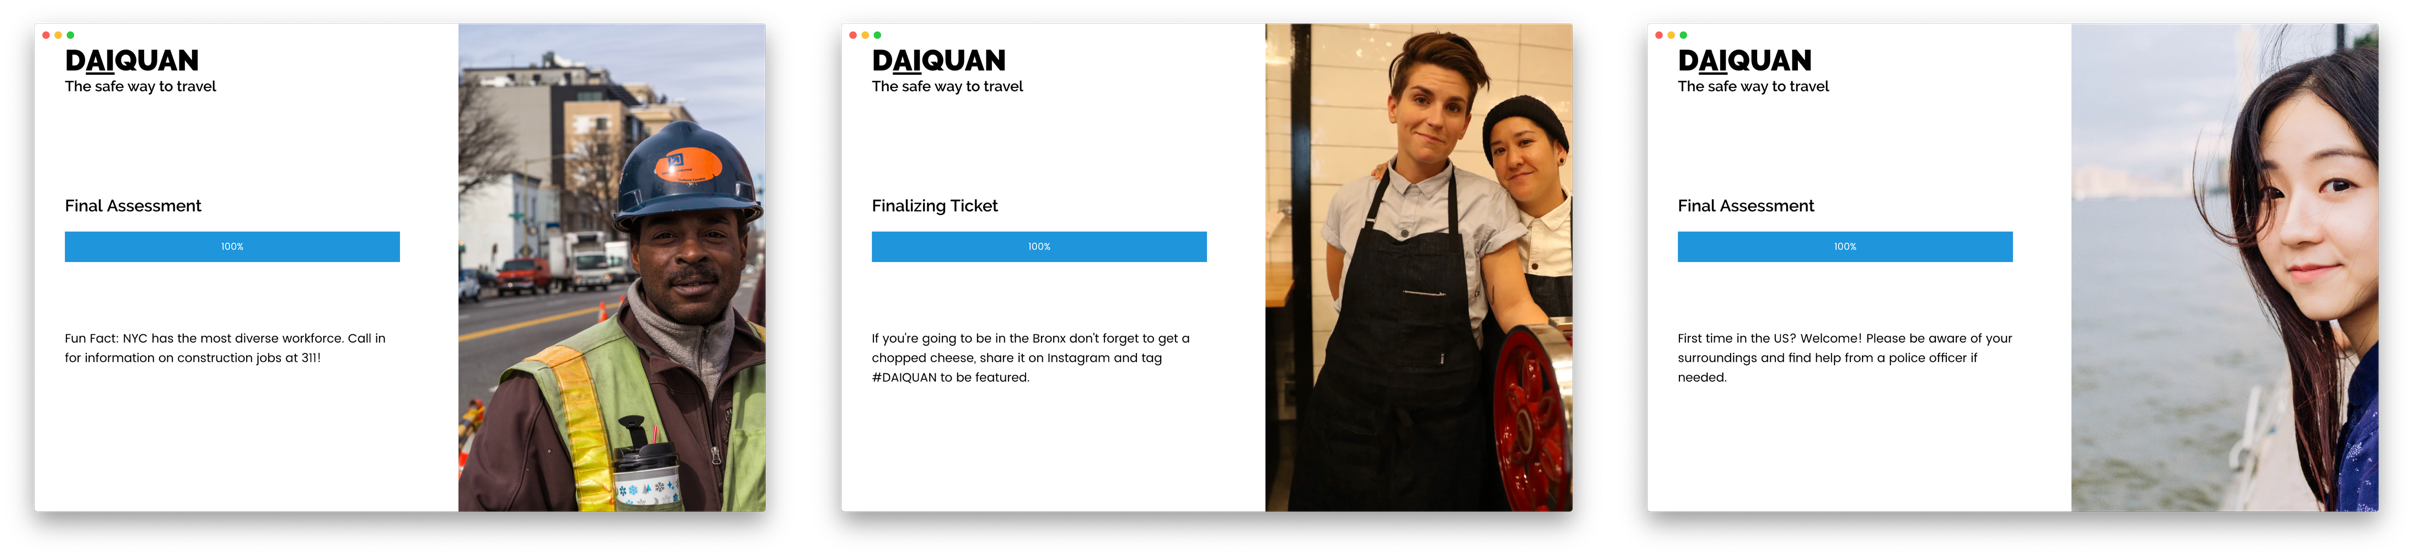 DAIQUAN
The safe way to travel
Final Assessment
100%
Fun Fact: NYC has the most diverse workforce. Call in
for information on construction jobs at 311!
DAIQUAN
The safe way to travel
Finalizing Ticket
100%
If you're going to be in the Bronx don't forget to get a
chopped cheese, share it on Instagram and tag
#DAIQUAN to be featured.
DAIQUAN
The safe way to travel
Final Assessment
100%
First time in the US? Welcome! Please be aware of your
surroundings and find help from a police officer if
needed.